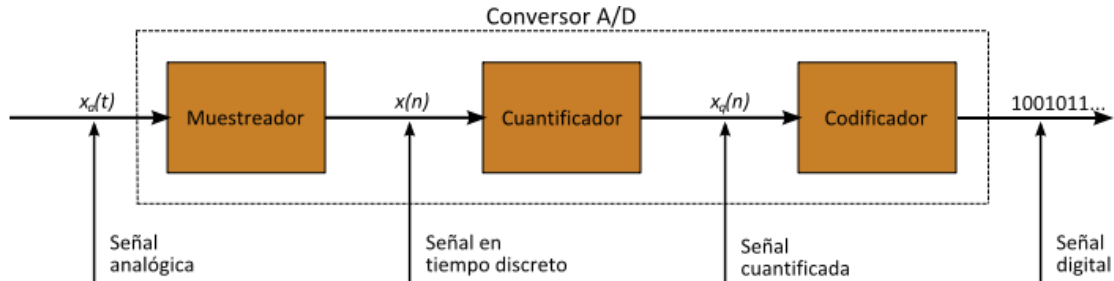 Conversor A/D
xa(t)
Muestreador
x(n)
Cuantificador
xq(n)
Codificador
1001011...
Señal
analógica
Señal en
tiempo discreto
Señal
cuantificada
Señal
digital